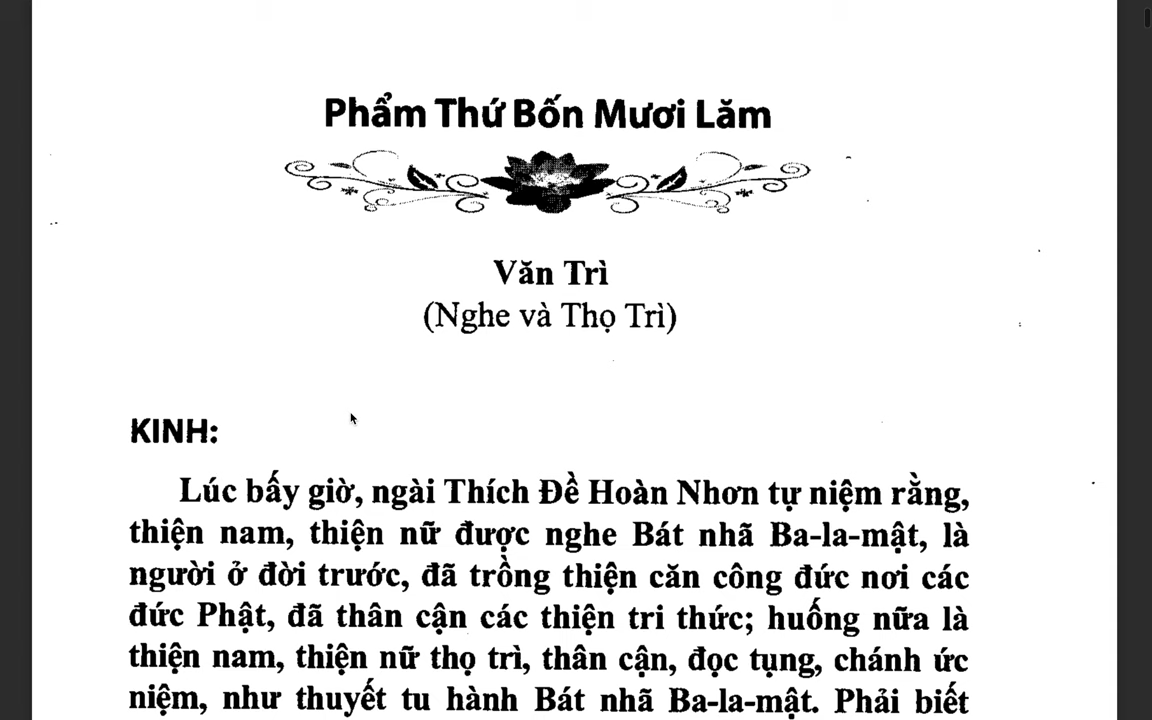 Phẩm Thứ Bốn Mươi Lăm
Văn Trì
(Nghe và Thọ Trì)
KINH:
Lúc bấy giờ, ngài Thích Đề Hoàn Nhơn tự niệm rằng,
thiện nam, thiện nữ được nghe Bát nhã Ba-la-mật, là
người ở đời trước, đã trồng thiện căn công đức nơi các
đức Phật, đã thân cận các thiện tri thức; huống nữa là
thiện nam, thiện nữ thọ trì, thân cận, đọc tụng, chánh ức
niệm, như thuyết tu hành Bát nhã Ba-la-mật. Phải biết